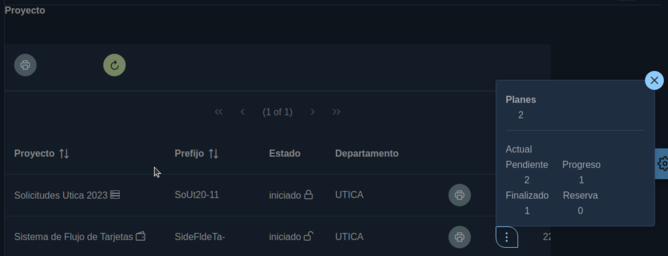 Proyecto
(1 of 1)
Proyecto Prefijo Estado Departamento
Solicitudes Utica 2023 SoUt20-11 iniciado UTICA
Sistema de Flujo de Tarjetas SideFldeTa- iniciado UTICA 22
Planes
2
Actual
Pendiente Progreso
2 1
Finalizado Reserva
1 0